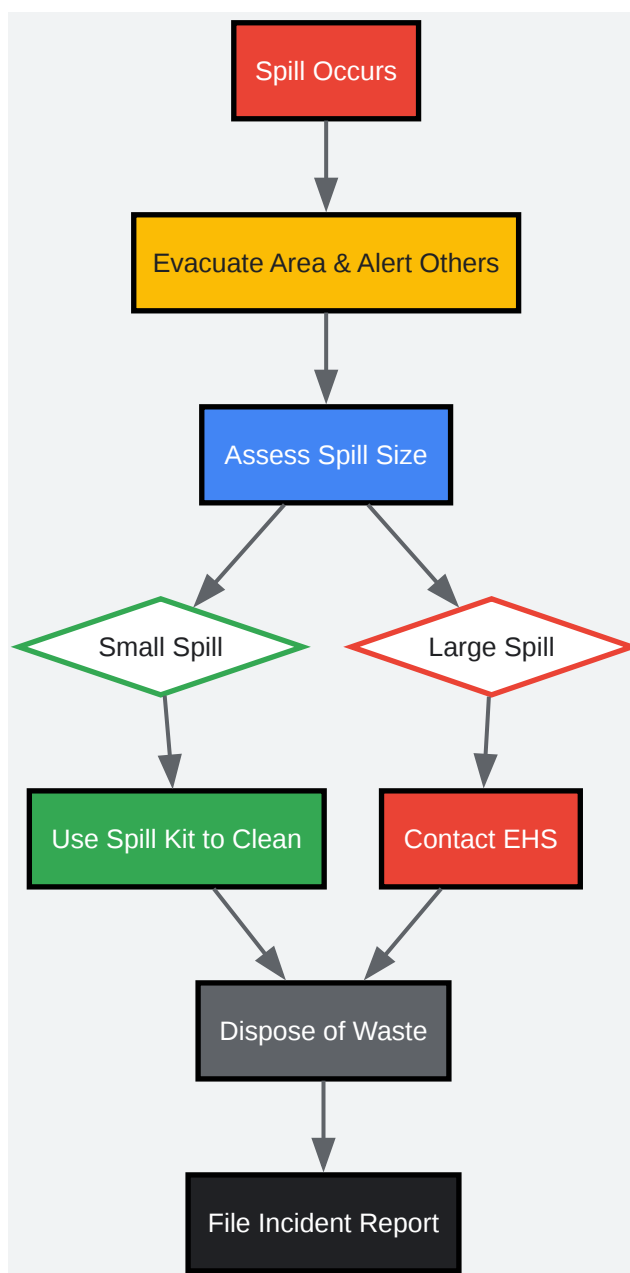 Spill Occurs
Evacuate Area & Alert Others
Assess Spill Size
Small Spill
Large Spill
Use Spill Kit to Clean
Contact EHS
Dispose of Waste
File Incident Report